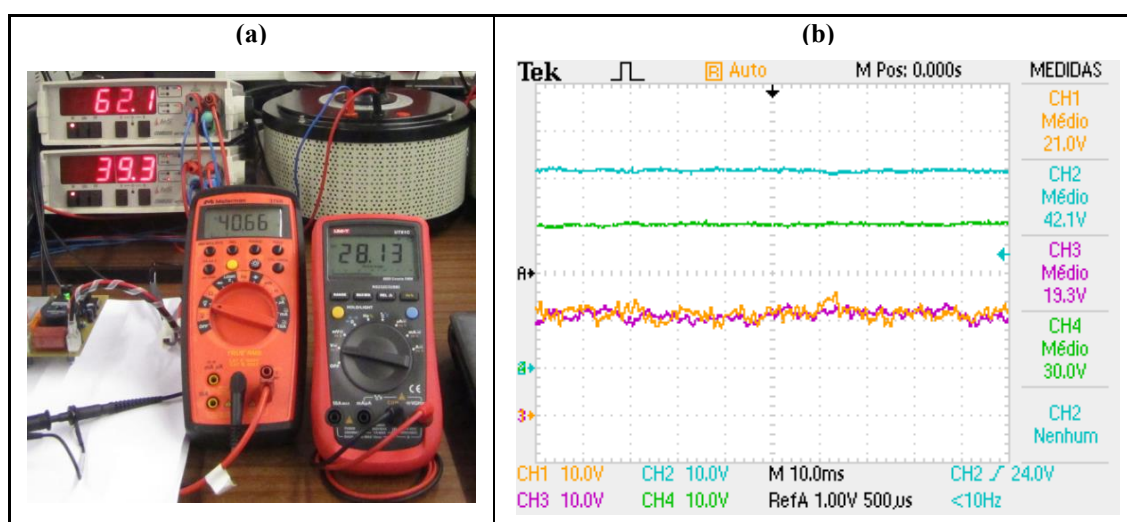 (a)
(b)
62.1
39.3
40.66
28.13
Tek
R Auto
M Pos: 0.000s
MEDIDAS
CH1
Médio
21.0V
CH2
Médio
42.1V
CH3
Médio
19.3V
CH4
Médio
30.0V
CH2
Nenhum
A
2
3
CH1 10.0V
CH2 10.0V
M 10.0ms
CH2 / 24.0V
CH3 10.0V
CH4 10.0V
RefA 1.00V 500µs
<10Hz